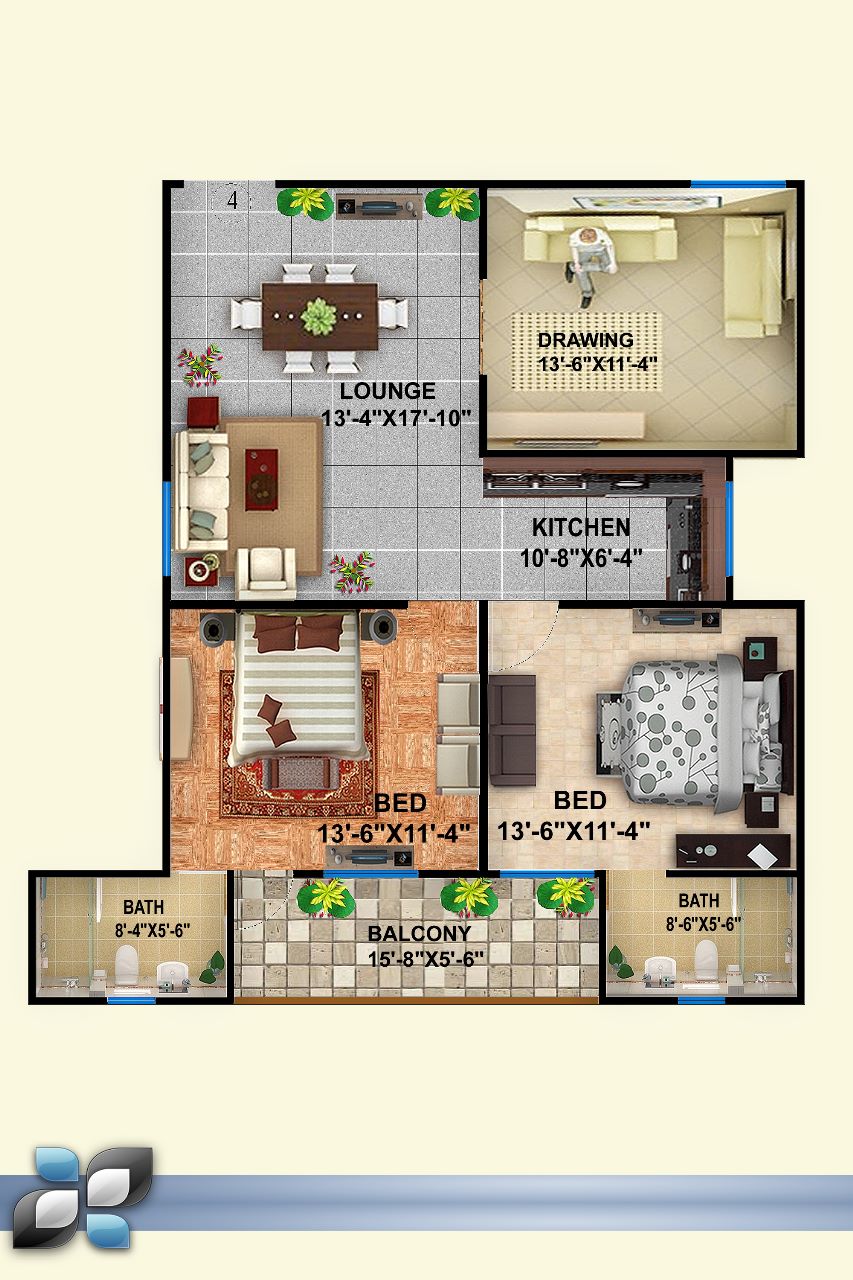 4
DRAWING
13'-6"X11'-4"
LOUNGE
13'-4"X17'-10"
KITCHEN
10'-8"X6'-4"
BED
13'-6"X11'-4"
BED
13'-6"X11'-4"
BATH
8'-4"X5'-6"
BALCONY
15'-8"X5'-6"
BATH
8'-6"X5'-6"